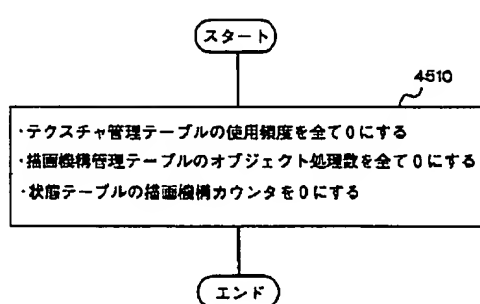 スタート
4510
・テクスチャ管理テーブルの使用頻度を全て0にする
・描画機構管理テーブルのオブジェクト処理数を全て0にする
・状態テーブルの描画機構カウンタを0にする
エンド